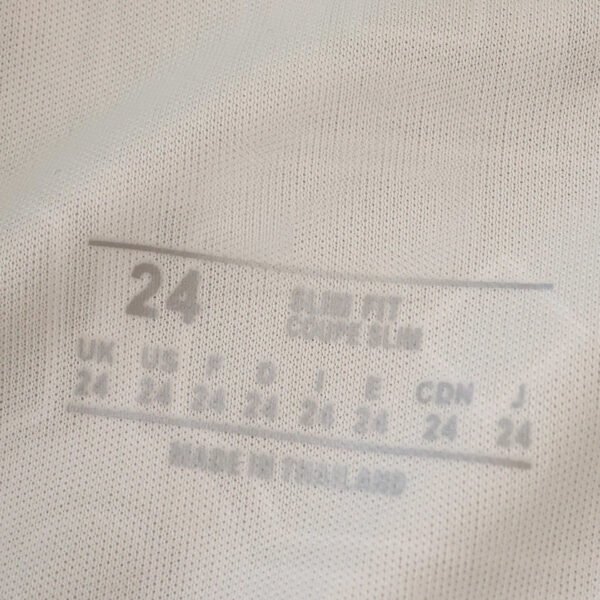 24
SLIM FIT
COUPE SLIM
UK US F D I E CDN J
24 24 24 24 24 24 24 24
MADE IN THAILAND